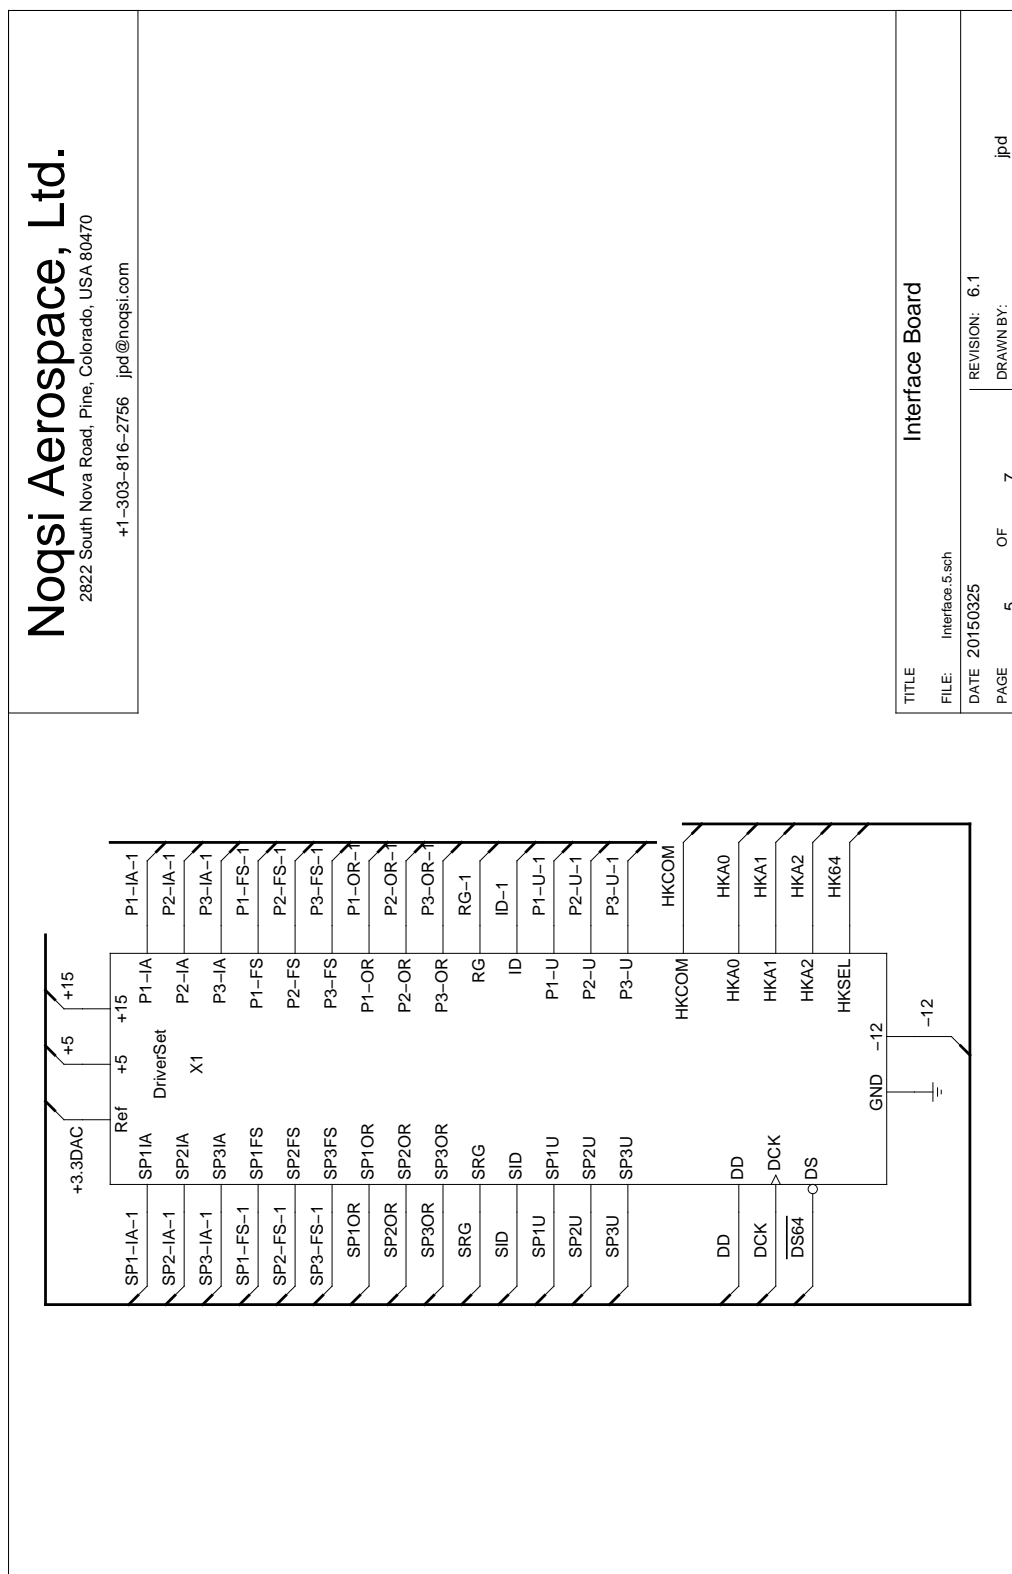 Noqsi Aerospace, Ltd.
2822 South Nova Road, Pine, Colorado, USA 80470
+1−303−816−2756 jpd@noqsi.com
+3.3DAC
+5
+15
Ref
+5
+15
DriverSet
X1
SP1−IA−1 SP1IA P1−IA P1−IA−1
SP2−IA−1 SP2IA P2−IA P2−IA−1
SP3−IA−1 SP3IA P3−IA P3−IA−1
SP1−FS−1 SP1FS P1−FS P1−FS−1
SP2−FS−1 SP2FS P2−FS P2−FS−1
SP3−FS−1 SP3FS P3−FS P3−FS−1
SP1OR SP1OR P1−OR P1−OR−1
SP2OR SP2OR P2−OR P2−OR−1
SP3OR SP3OR P3−OR P3−OR−1
SRG SRG RG RG−1
SID SID ID ID−1
SP1U SP1U P1−U P1−U−1
SP2U SP2U P2−U P2−U−1
SP3U SP3U P3−U P3−U−1
HKCOM HKCOM
DD DD HKA0 HKA0
DCK DCK HKA1 HKA1
DS64 DS HKA2 HKA2
HKSEL HK64
GND −12
−12
TITLE
Interface Board
FILE: Interface.5.sch
DATE 20150325 REVISION: 6.1
PAGE 5 OF 7 DRAWN BY: jpd